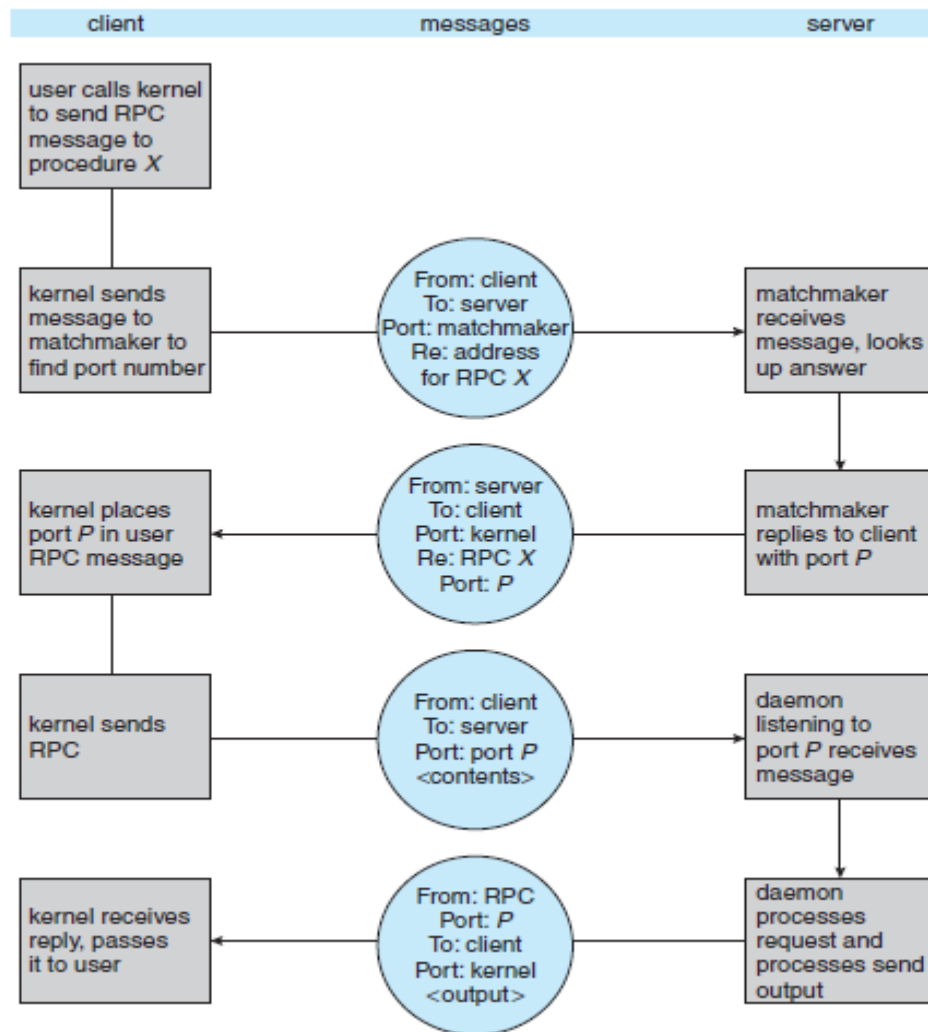 client
messages
server
user calls kernel
to send RPC
message to
procedure X
kernel sends
message to
matchmaker to
find port number
From: client
To: server
Port: matchmaker
Re: address
for RPC X
matchmaker
receives
message, looks
up answer
kernel places
port P in user
RPC message
From: server
To: client
Port: kernel
Re: RPC X
Port: P
matchmaker
replies to client
with port P
kernel sends
RPC
From: client
To: server
Port: port P
<contents>
daemon
listening to
port P receives
message
kernel receives
reply, passes
it to user
From: RPC
Port: P
To: client
Port: kernel
<output>
daemon
processes
request and
processes send
output